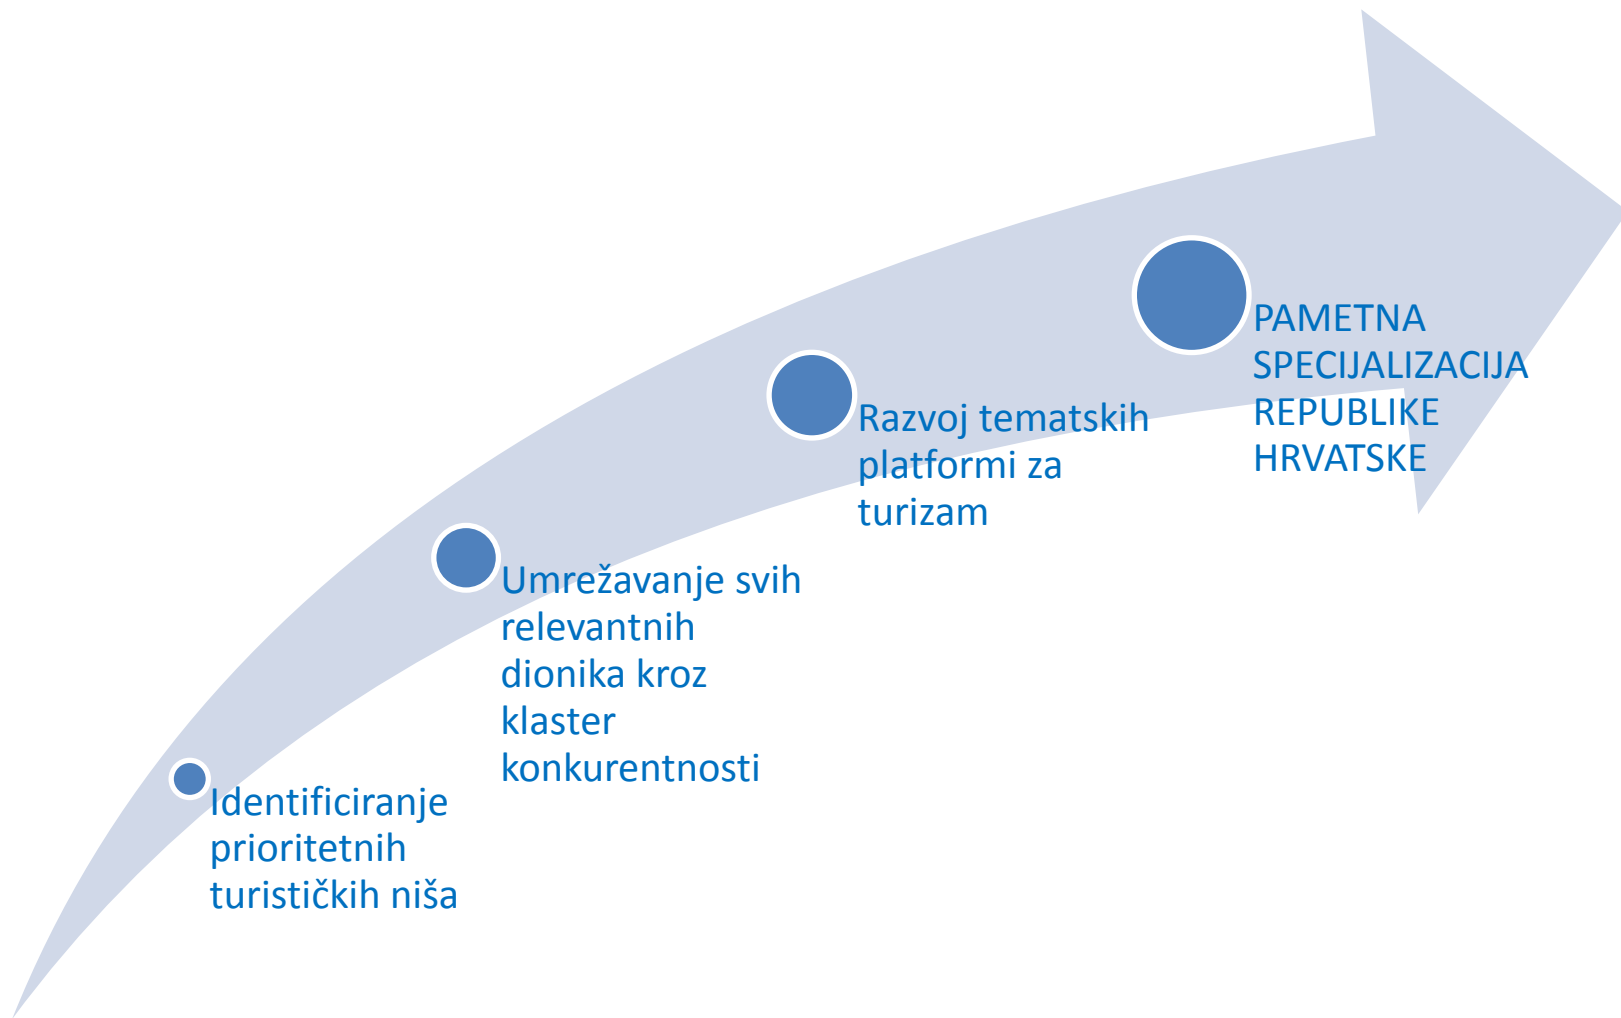 Identificiranje
prioritetnih
turističkih niša
Umrežavanje svih
relevantnih
dionika kroz
klaster
konkurentnosti
Razvoj tematskih
platformi za
turizam
PAMETNA
SPECIJALIZACIJA
REPUBLIKE
HRVATSKE